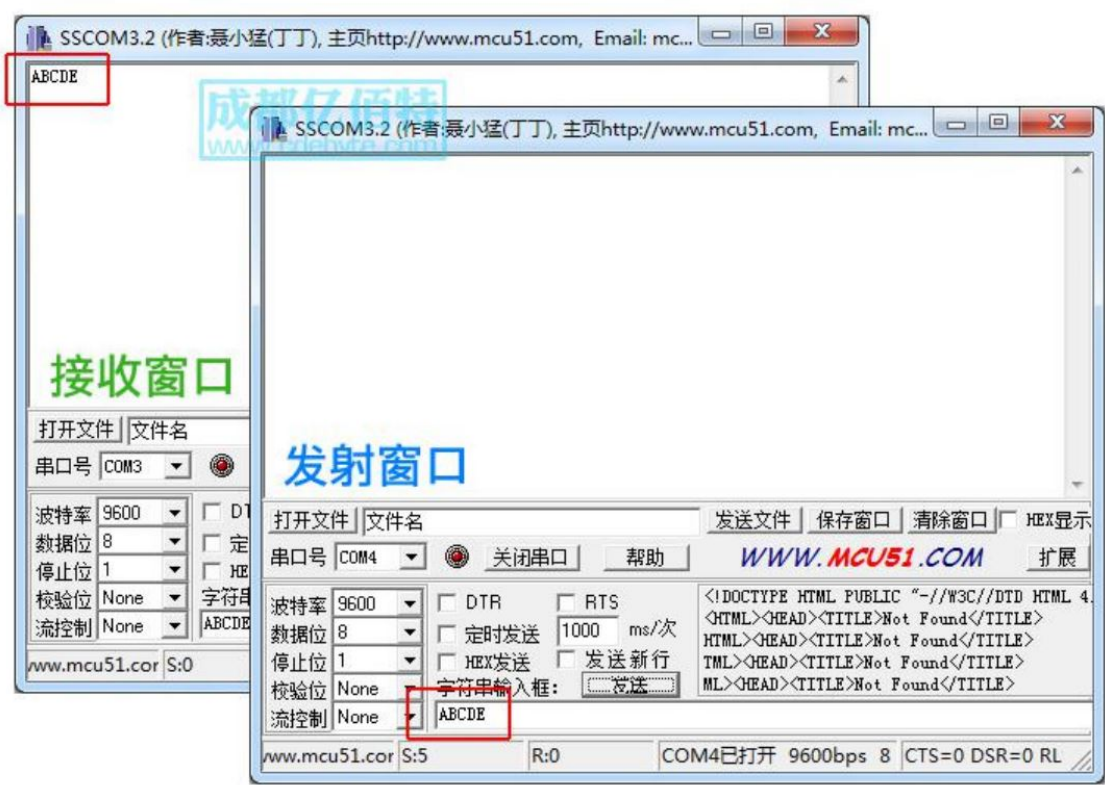 SSCOM3.2 (作者:聂小猛(丁丁), 主页http://www.mcu51.com, Email: mc...
ABCDE
成都亿佰特
www.cdebyte.com
接收窗口
打开文件 文件名
串口号 COM3
波特率 9600 DT
数据位 8 定
停止位 1 HE
校验位 None 字符串
流控制 None ABCDE
www.mcu51.cor S:0
SSCOM3.2 (作者:聂小猛(丁丁), 主页http://www.mcu51.com, Email: mc...
发射窗口
打开文件 文件名 发送文件 保存窗口 清除窗口 HEX显示
串口号 COM4 关闭串口 帮助 WWW.MCU51.COM 扩展
波特率 9600 DTR RTS
数据位 8 定时发送 1000 ms/次
停止位 1 HEX发送 发送新行
校验位 None 字符串输入框: 发送
流控制 None ABCDE
<!DOCTYPE HTML PUBLIC "-//W3C//DTD HTML 4.
<HTML><HEAD><TITLE>Not Found</TITLE>
HTML><HEAD><TITLE>Not Found</TITLE>
TML><HEAD><TITLE>Not Found</TITLE>
ML><HEAD><TITLE>Not Found</TITLE>
www.mcu51.cor S:5 R:0 COM4已打开 9600bps 8 CTS=0 DSR=0 RL